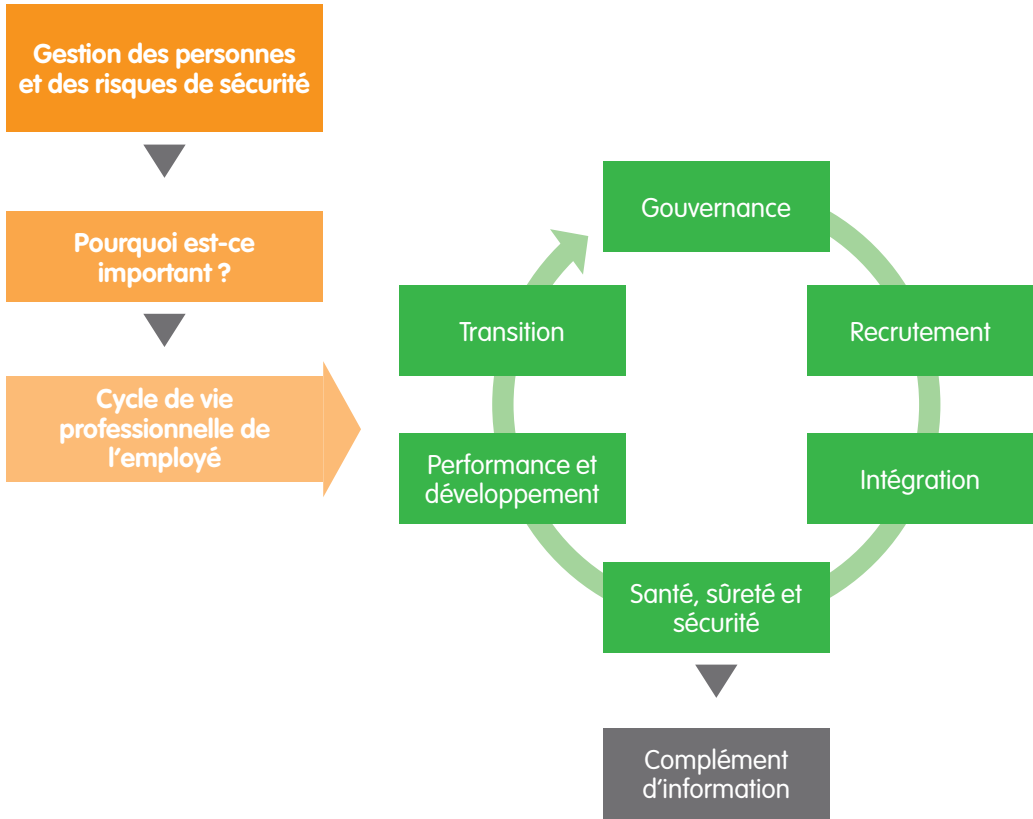 Gestion des personnes
et des risques de sécurité
Pourquoi est-ce
important ?
Cycle de vie
professionnelle de
l’employé
Gouvernance
Recrutement
Intégration
Santé, sûreté et
sécurité
Performance et
développement
Transition
Complément
d’information